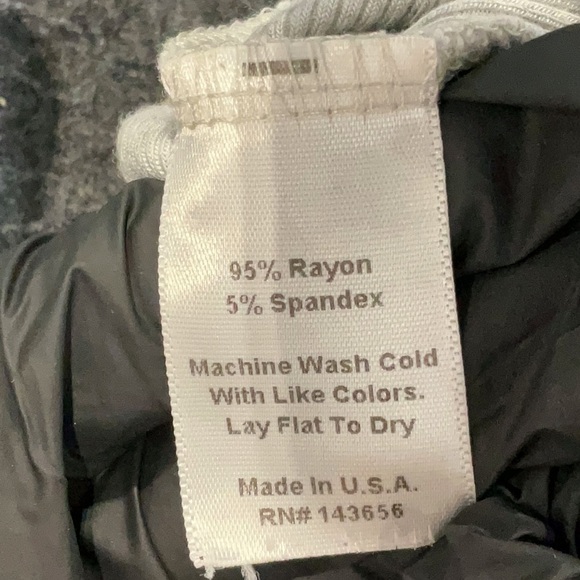 95% Rayon
5% Spandex
Machine Wash Cold
With Like Colors.
Lay Flat To Dry
Made In U.S.A.
RN# 143656